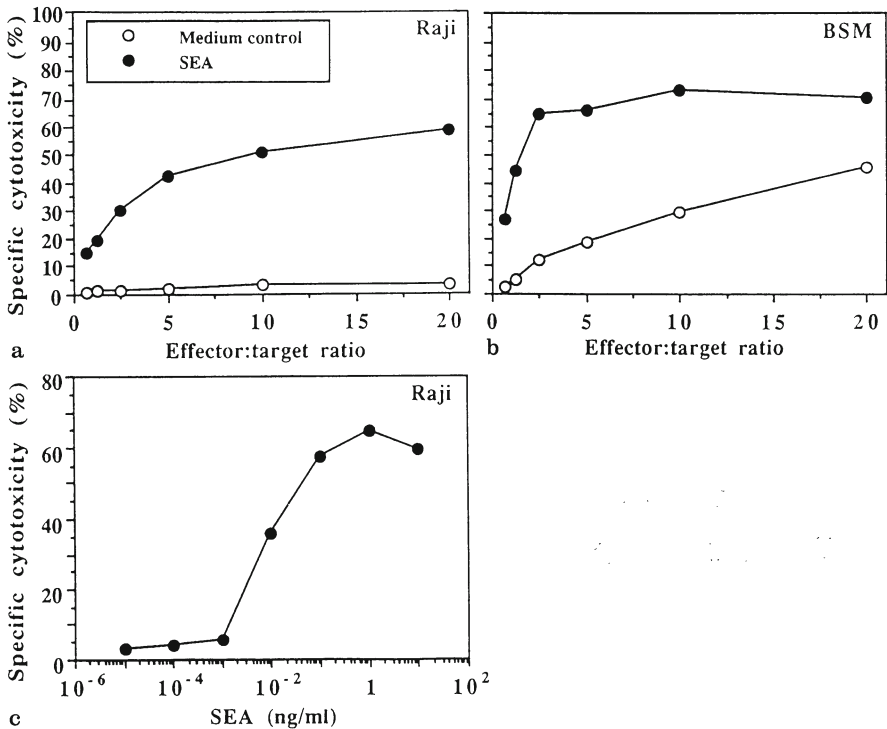 Specific cytotoxicity (%)
100
90
80
70
60
50
40
30
20
10
0
Medium control
SEA
Raji
0
5
10
15
20
Effector:target ratio
a
BSM
0
5
10
15
20
Effector:target ratio
b
Specific cytotoxicity (%)
80
60
40
20
0
Raji
10⁻⁶
10⁻⁴
10⁻²
1
10²
SEA (ng/ml)
c